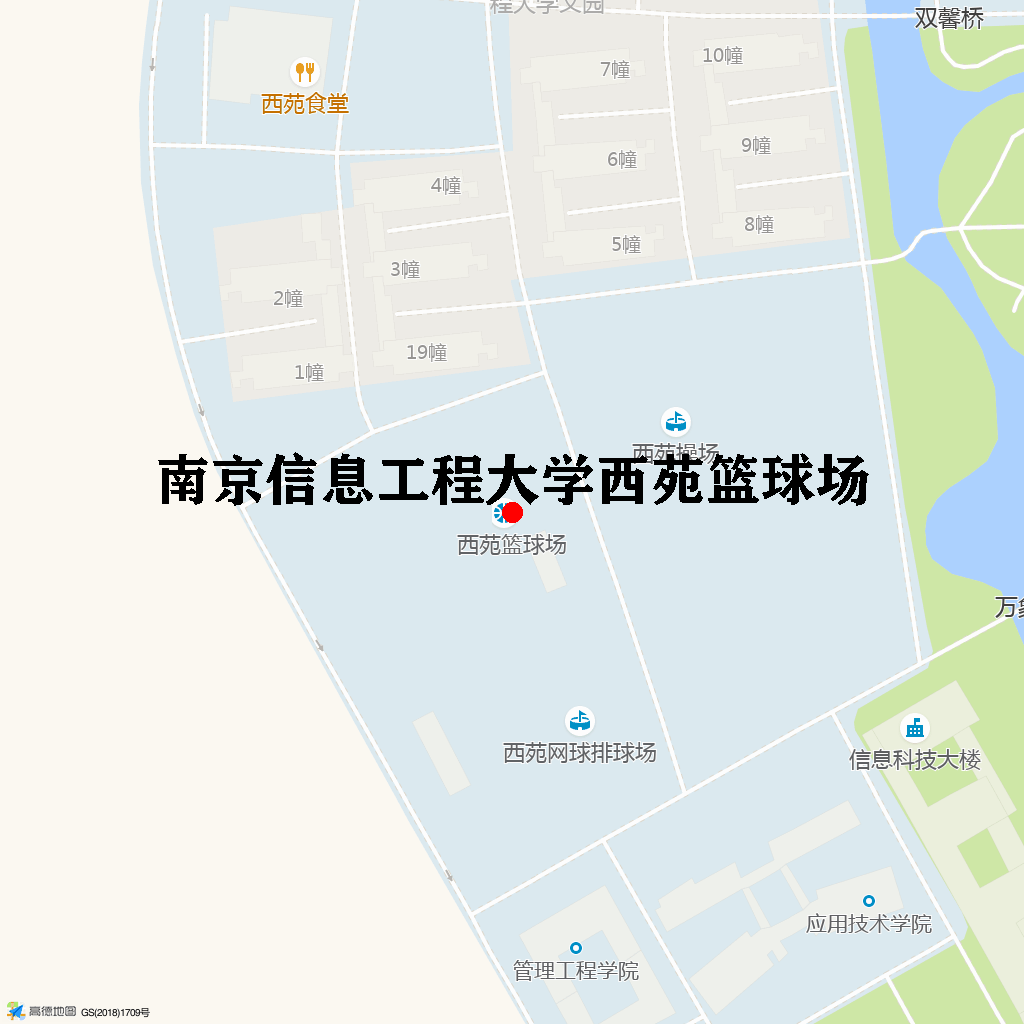 程大学文园
双馨桥
10幢
7幢
西苑食堂
9幢
6幢
4幢
8幢
5幢
3幢
2幢
19幢
1幢
西苑操场
南京信息工程大学西苑篮球场
西苑篮球场
西苑网球排球场
信息科技大楼
应用技术学院
管理工程学院
高德地图 GS(2018)1709号